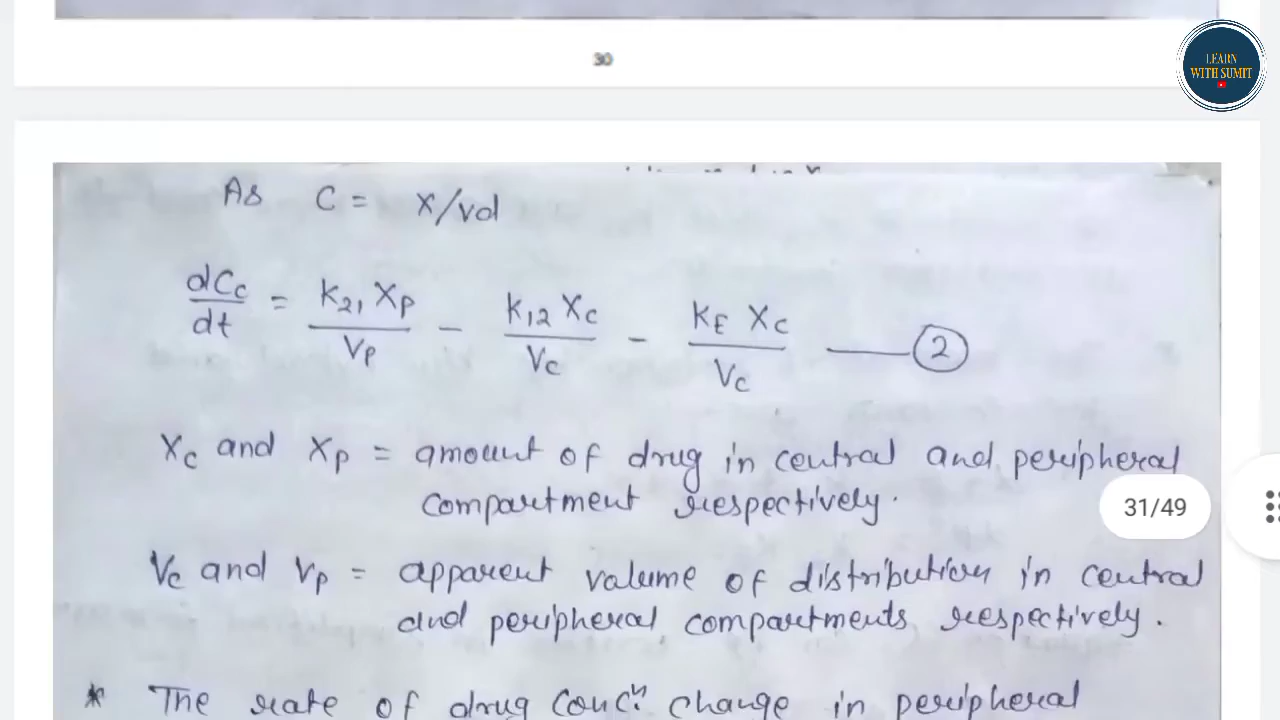 30
LEARN
WITH SUMIT
As C = X/vol
dCc/dt = K21 Xp/Vp - K12 Xc/Vc - KE Xc/Vc —— 2
Xc and Xp = amount of drug in central and peripheral
compartment respectively.
31/49
Vc and Vp = apparent valume of distribution in central
and peripheral compartments respectively.
* The rate of drug concn. change in peripheral